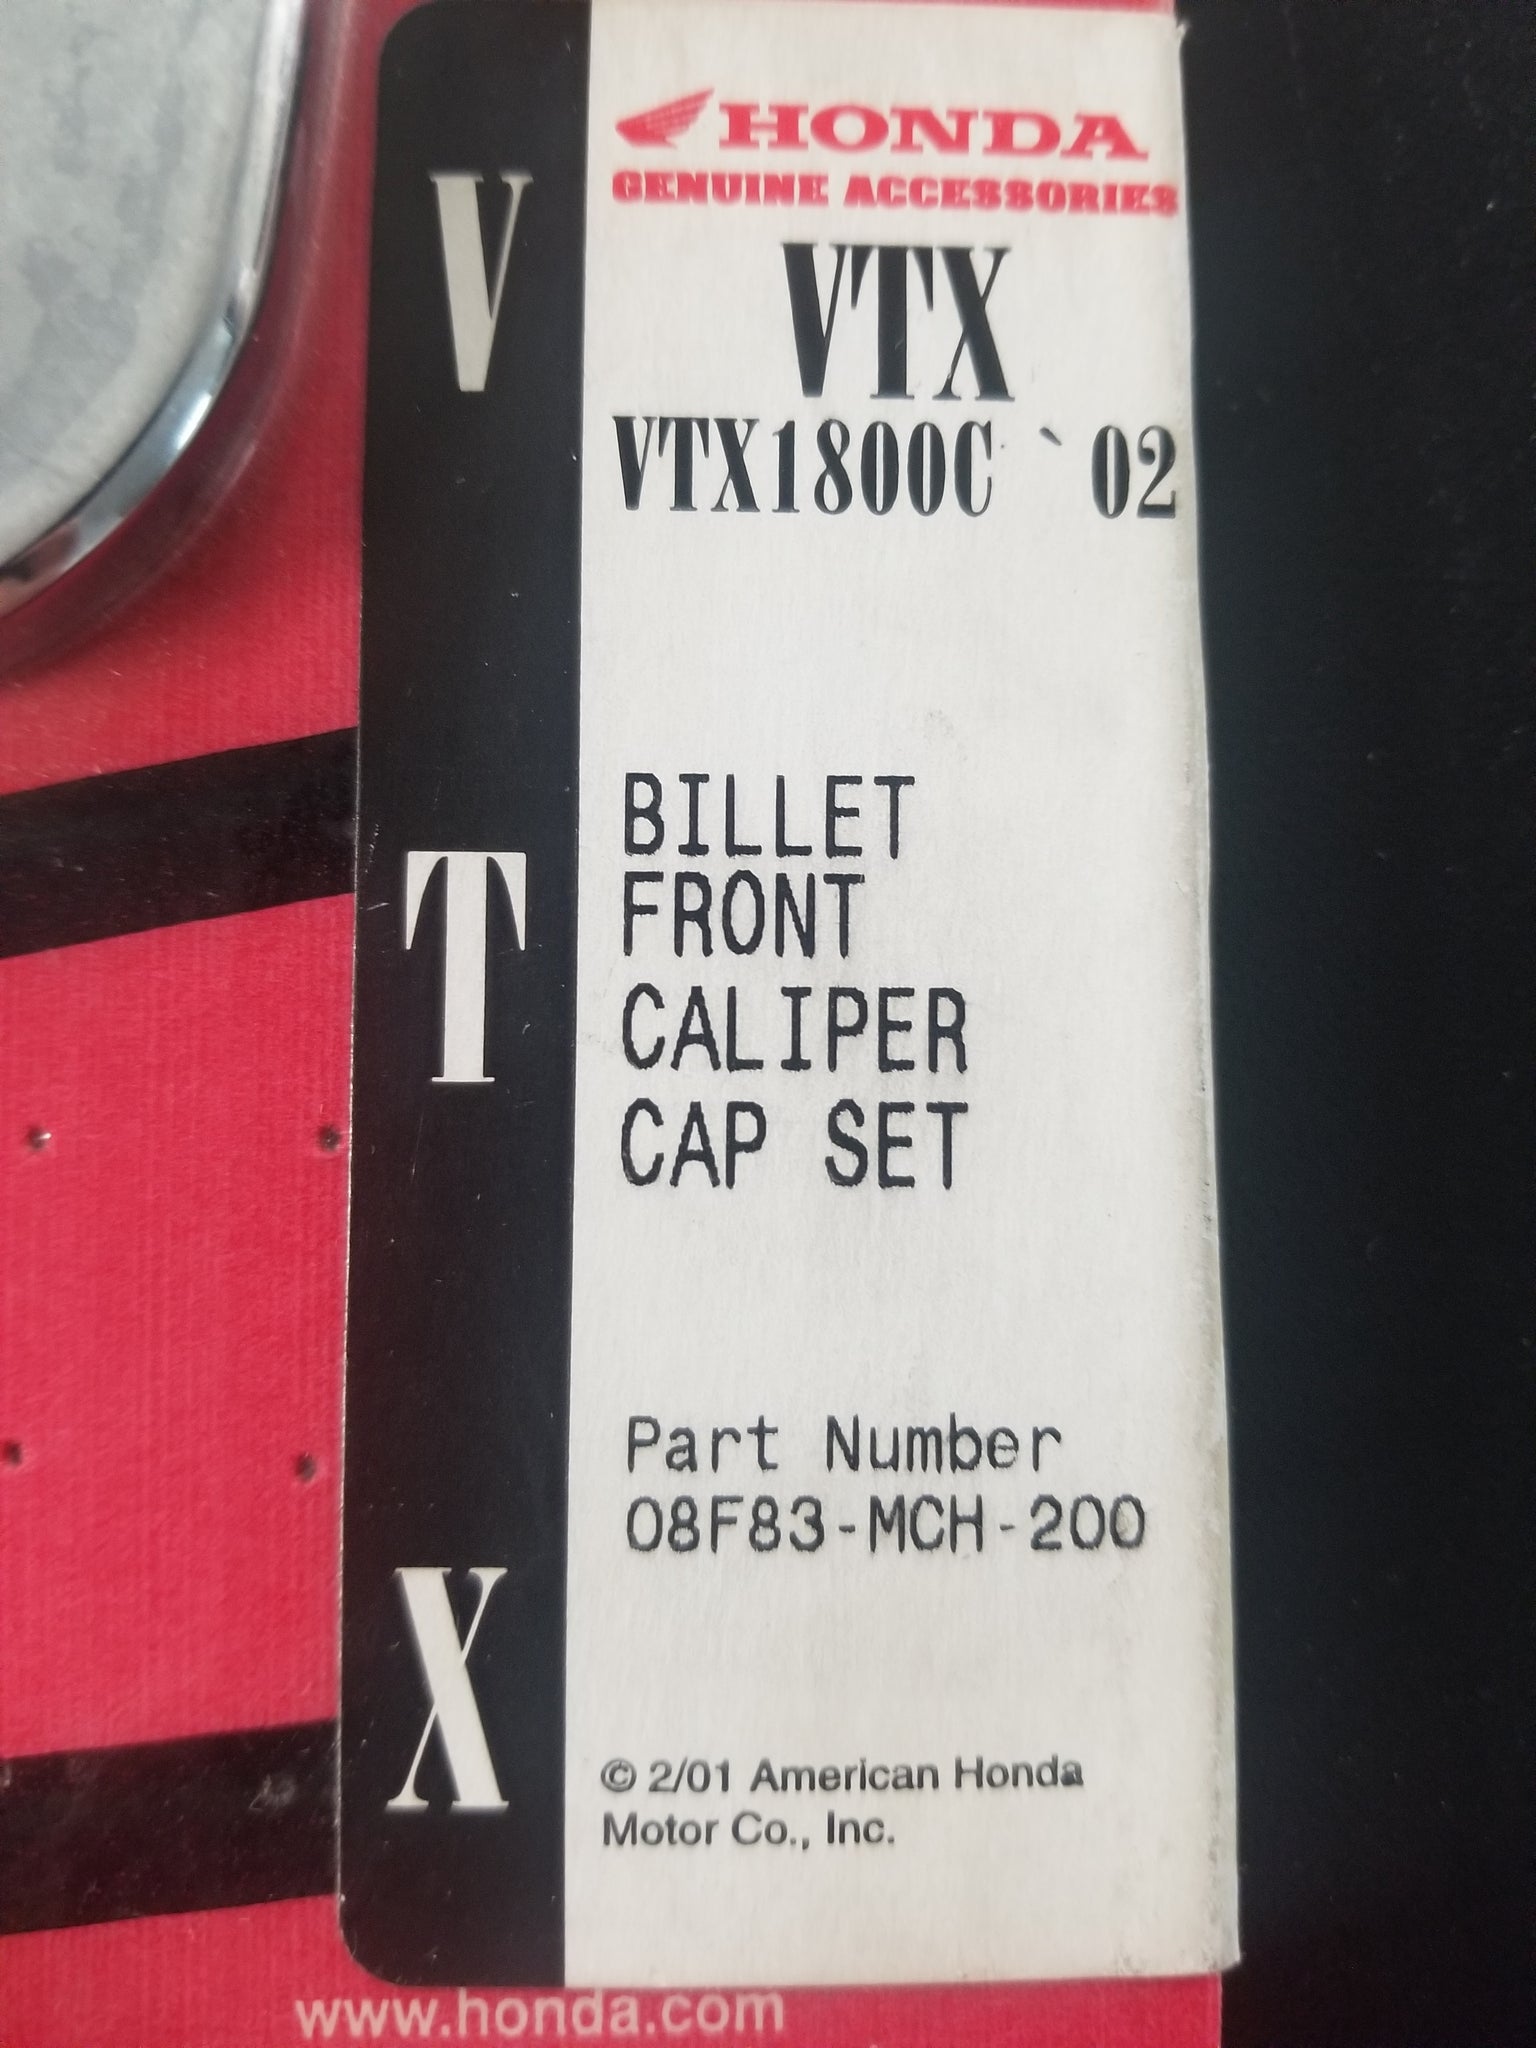 HONDA
GENUINE ACCESSORIES
VTX
VTX1800C `02
BILLET
FRONT
CALIPER
CAP SET
Part Number
08F83-MCH-200
© 2/01 American Honda
Motor Co., Inc.
V
T
X
www.honda.com